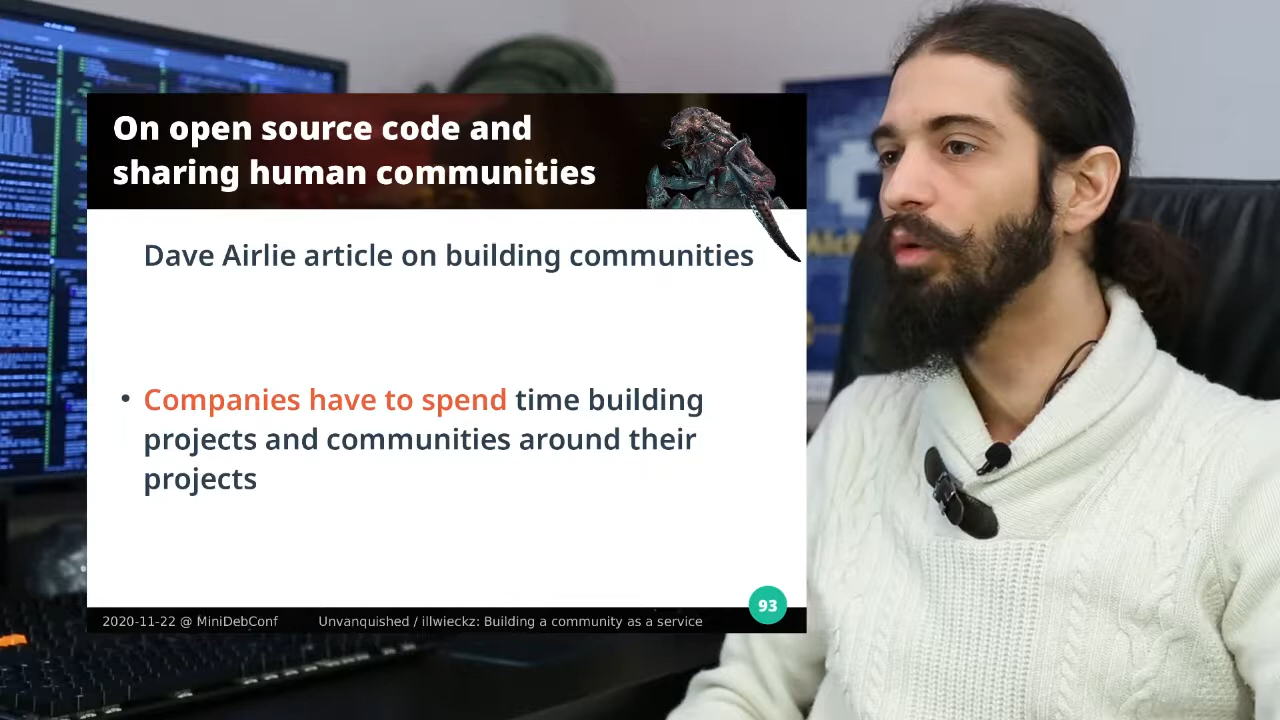 On open source code and
sharing human communities
Dave Airlie article on building communities
• Companies have to spend time building
projects and communities around their
projects
93
2020-11-22 @ MiniDebConf
Unvanquished / illwieckz: Building a community as a service